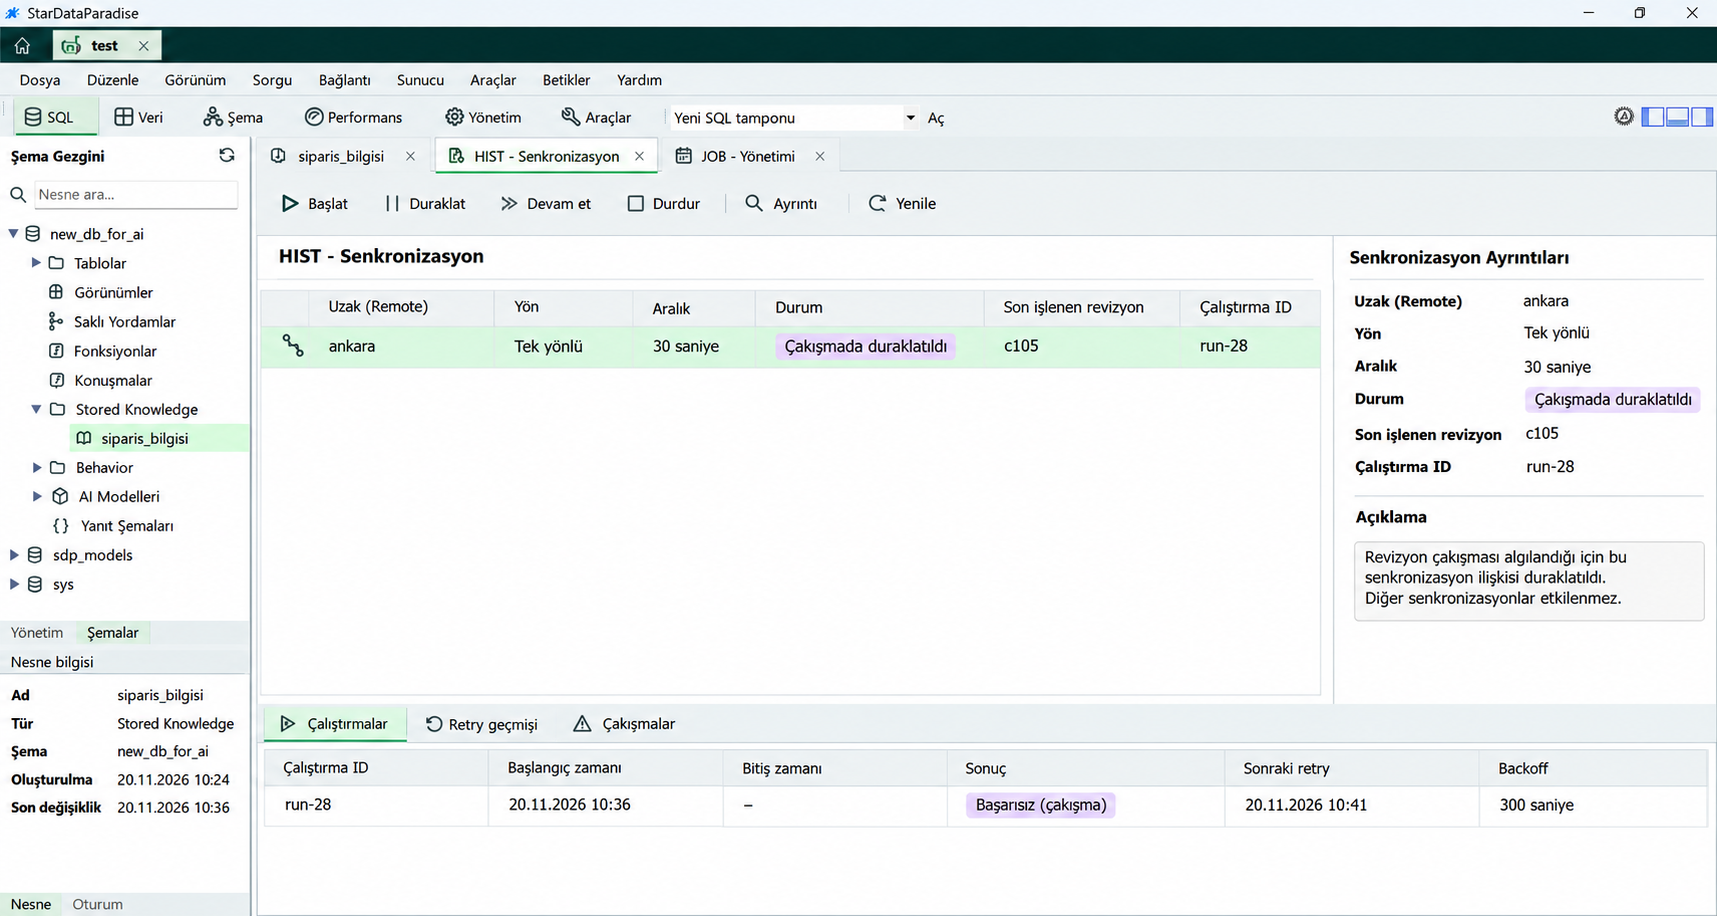 StarDataParadise
test
Dosya Düzenle Görünüm Sorgu Bağlantı Sunucu Araçlar Betikler Yardım
SQL Veri Şema Performans Yönetim Araçlar Yeni SQL tamponu Aç
Şema Gezgini
Nesne ara...
new_db_for_ai
Tablolar
Görünümler
Saklı Yordamlar
Fonksiyonlar
Konuşmalar
Stored Knowledge
siparis_bilgisi
Behavior
AI Modelleri
{ } Yanıt Şemaları
sdp_models
sys
Yönetim Şemalar
Nesne bilgisi
Ad siparis_bilgisi
Tür Stored Knowledge
Şema new_db_for_ai
Oluşturulma 20.11.2026 10:24
Son değişiklik 20.11.2026 10:36
Nesne Oturum
siparis_bilgisi HIST - Senkronizasyon JOB - Yönetimi
Başlat Duraklat Devam et Durdur Ayrıntı Yenile
HIST - Senkronizasyon
Uzak (Remote) Yön Aralık Durum Son işlenen revizyon Çalıştırma ID
ankara Tek yönlü 30 saniye Çakışmada duraklatıldı c105 run-28
Senkronizasyon Ayrıntıları
Uzak (Remote) ankara
Yön Tek yönlü
Aralık 30 saniye
Durum Çakışmada duraklatıldı
Son işlenen revizyon c105
Çalıştırma ID run-28
Açıklama
Revizyon çakışması algılandığı için bu
senkronizasyon ilişkisi duraklatıldı.
Diğer senkronizasyonlar etkilenmez.
Çalıştırmalar Retry geçmişi Çakışmalar
Çalıştırma ID Başlangıç zamanı Bitiş zamanı Sonuç Sonraki retry Backoff
run-28 20.11.2026 10:36 – Başarısız (çakışma) 20.11.2026 10:41 300 saniye